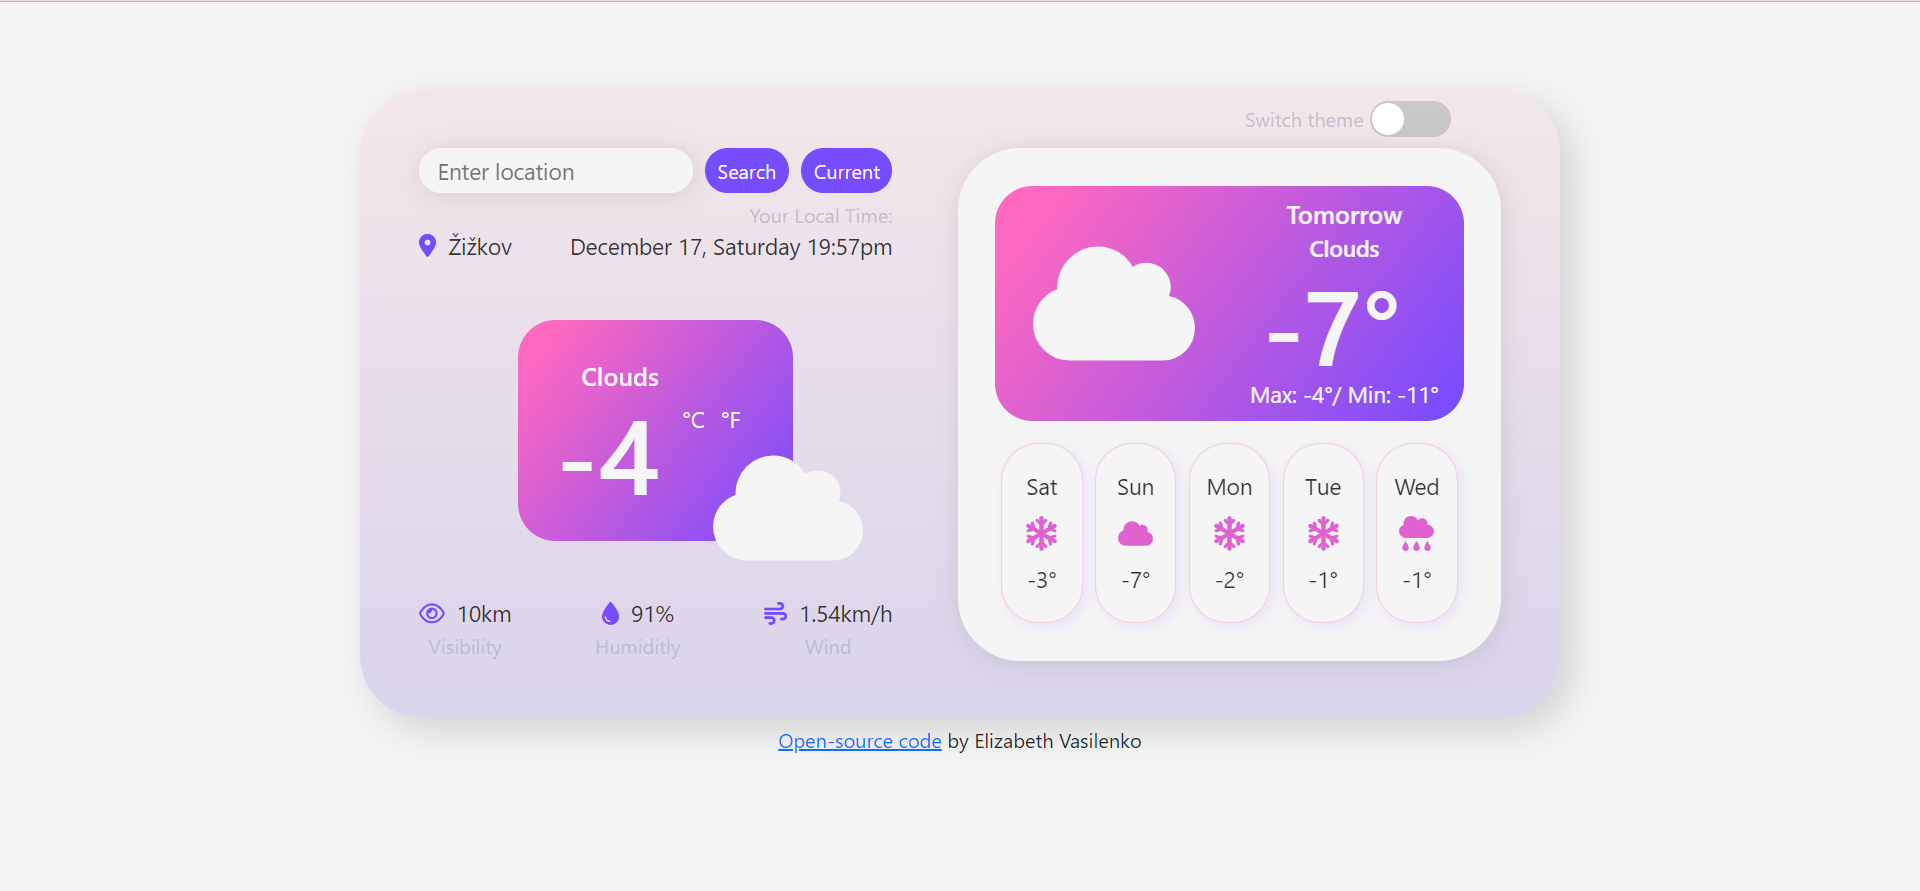 Switch theme
Enter location
Search
Current
Your Local Time:
Žižkov
December 17, Saturday 19:57pm
Clouds
-4
°C °F
10km
Visibility
91%
Humiditly
1.54km/h
Wind
Tomorrow
Clouds
-7°
Max: -4°/ Min: -11°
Sat
-3°
Sun
-7°
Mon
-2°
Tue
-1°
Wed
-1°
Open-source code by Elizabeth Vasilenko